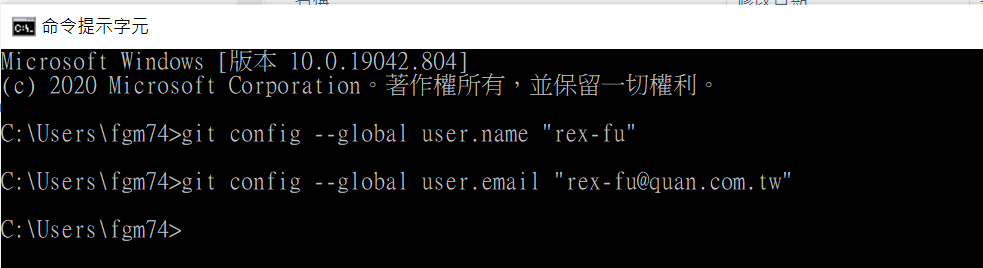 命令提示字元
Microsoft Windows [版本 10.0.19042.804]
(c) 2020 Microsoft Corporation。著作權所有，並保留一切權利。
C:\Users\fgm74>git config --global user.name "rex-fu"
C:\Users\fgm74>git config --global user.email "rex-fu@quan.com.tw"
C:\Users\fgm74>